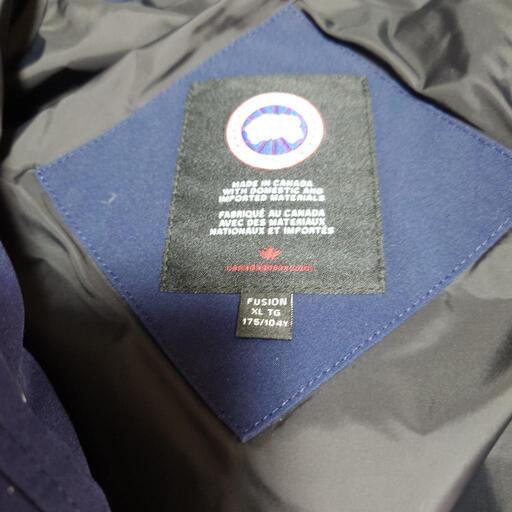 MADE IN CANADA
WITH DOMESTIC AND
IMPORTED MATERIALS
FABRIQUÉ AU CANADA
AVEC DES MATÉRIAUX
NATIONAUX ET IMPORTÉS
FUSION
XL TG
175/104Y